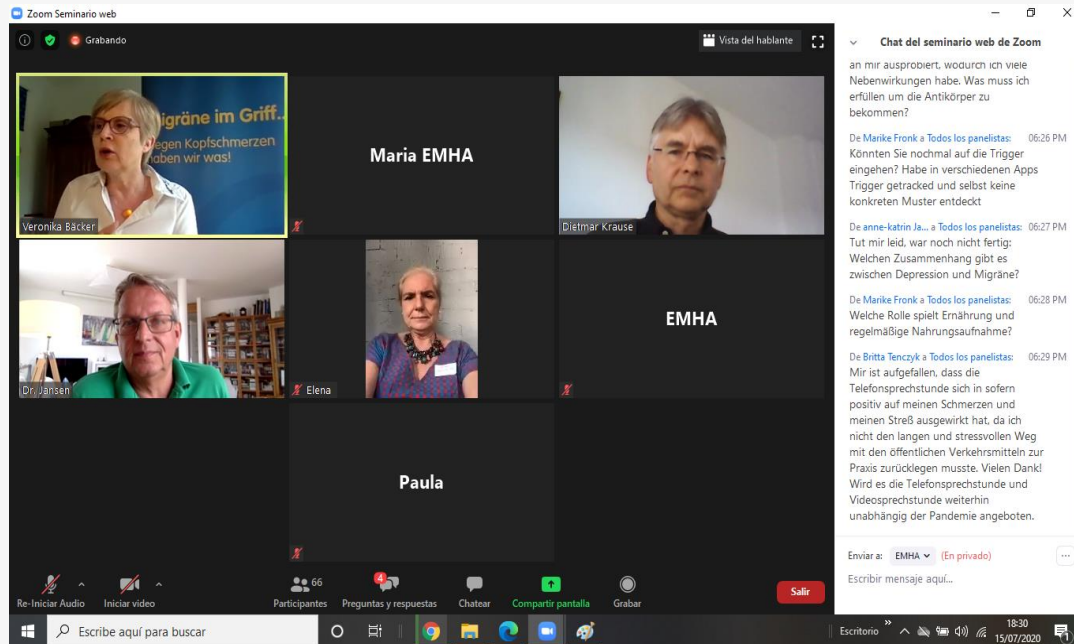 Zoom Seminario web
Grabando
Vista del hablante
igräne im Griff..
egen Kopfschmerzen
aben wir was!
Veronika Bäcker
Maria EMHA
Dietmar Krause
Dr. Jansen
Elena
EMHA
Paula
Re-Iniciar Audio
Iniciar video
66
Participantes
4
Preguntas y respuestas
Chatear
Compartir pantalla
Grabar
Salir
Chat del seminario web de Zoom
an mir ausprobiert, wodurch ich viele
Nebenwirkungen habe. Was muss ich
erfüllen um die Antikörper zu
bekommen?
De Marike Fronk a Todos los panelistas: 06:26 PM
Könnten Sie nochmal auf die Trigger
eingehen? Habe in verschiedenen Apps
Trigger getracked und selbst keine
konkreten Muster entdeckt
De anne-katrin Ja... a Todos los panelistas: 06:27 PM
Tut mir leid, war noch nicht fertig:
Welchen Zusammenhang gibt es
zwischen Depression und Migräne?
De Marike Fronk a Todos los panelistas: 06:28 PM
Welche Rolle spielt Ernährung und
regelmäßige Nahrungsaufnahme?
De Britta Tenczyk a Todos los panelistas: 06:29 PM
Mir ist aufgefallen, dass die
Telefonsprechstunde sich in sofern
positiv auf meinen Schmerzen und
meinen Streß ausgewirkt hat, da ich
nicht den langen und stressvollen Weg
mit den öffentlichen Verkehrsmitteln zur
Praxis zurücklegen musste. Vielen Dank!
Wird es die Telefonsprechstunde und
Videosprechstunde weiterhin
unabhängig der Pandemie angeboten.
Enviar a: EMHA (En privado)
Escribir mensaje aquí...
Escribe aquí para buscar
Escritorio
18:30
15/07/2020
1